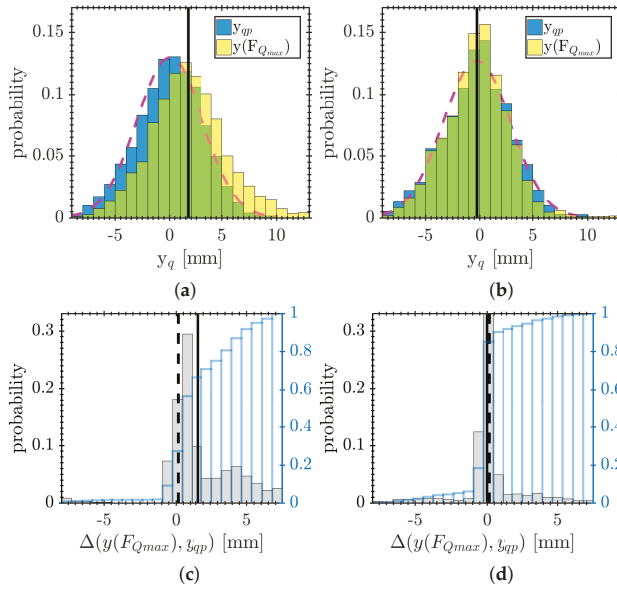 0.15
0.1
0.05
0
probability
y_qp
y(F_Qmax)
-5 0 5 10
y_q [mm]
(a)
0.15
0.1
0.05
0
probability
y_qp
y(F_Qmax)
-5 0 5 10
y_q [mm]
(b)
0.3
0.2
0.1
0
probability
1
0.8
0.6
0.4
0.2
0
-5 0 5
Δ(y(F_Qmax), y_qp) [mm]
(c)
0.3
0.2
0.1
0
probability
1
0.8
0.6
0.4
0.2
0
-5 0 5
Δ(y(F_Qmax), y_qp) [mm]
(d)